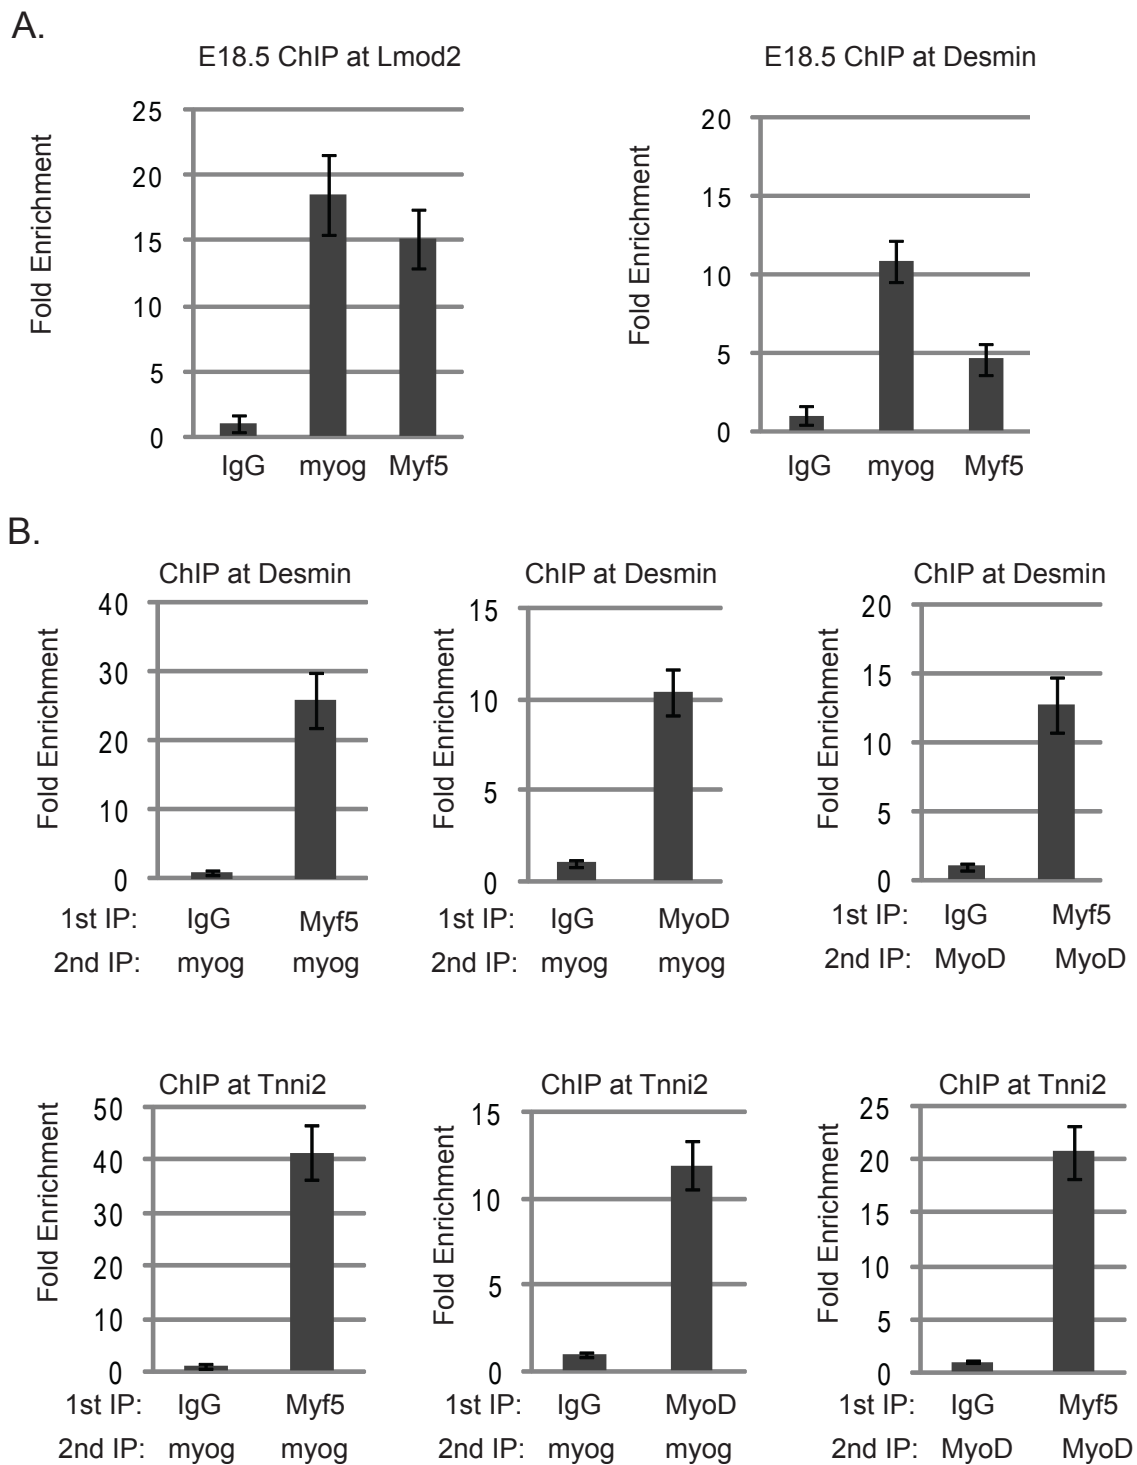 A.
E18.5 ChIP at Lmod2
Fold Enrichment
25
20
15
10
5
0
IgG myog Myf5
E18.5 ChIP at Desmin
Fold Enrichment
20
15
10
5
0
IgG myog Myf5
B.
ChIP at Desmin
Fold Enrichment
40
30
20
10
0
1st IP: IgG Myf5
2nd IP: myog myog
ChIP at Desmin
Fold Enrichment
15
10
5
0
1st IP: IgG MyoD
2nd IP: myog myog
ChIP at Desmin
Fold Enrichment
20
15
10
5
0
1st IP: IgG Myf5
2nd IP: MyoD MyoD
ChIP at Tnni2
Fold Enrichment
50
40
30
20
10
0
1st IP: IgG Myf5
2nd IP: myog myog
ChIP at Tnni2
Fold Enrichment
15
10
5
0
1st IP: IgG MyoD
2nd IP: myog myog
ChIP at Tnni2
Fold Enrichment
25
20
15
10
5
0
1st IP: IgG Myf5
2nd IP: MyoD MyoD